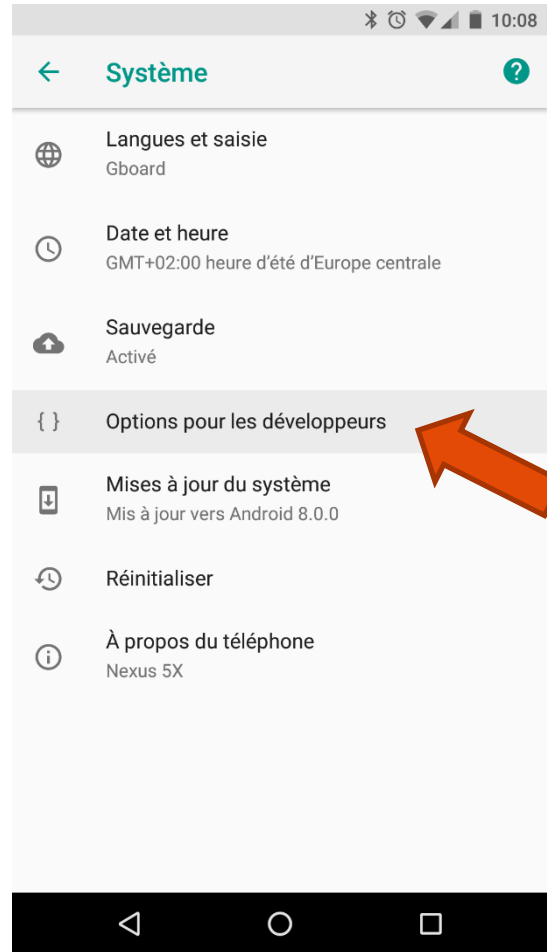 10:08
Système
Langues et saisie
Gboard
Date et heure
GMT+02:00 heure d’été d’Europe centrale
Sauvegarde
Activé
{ } Options pour les développeurs
Mises à jour du système
Mis à jour vers Android 8.0.0
Réinitialiser
À propos du téléphone
Nexus 5X